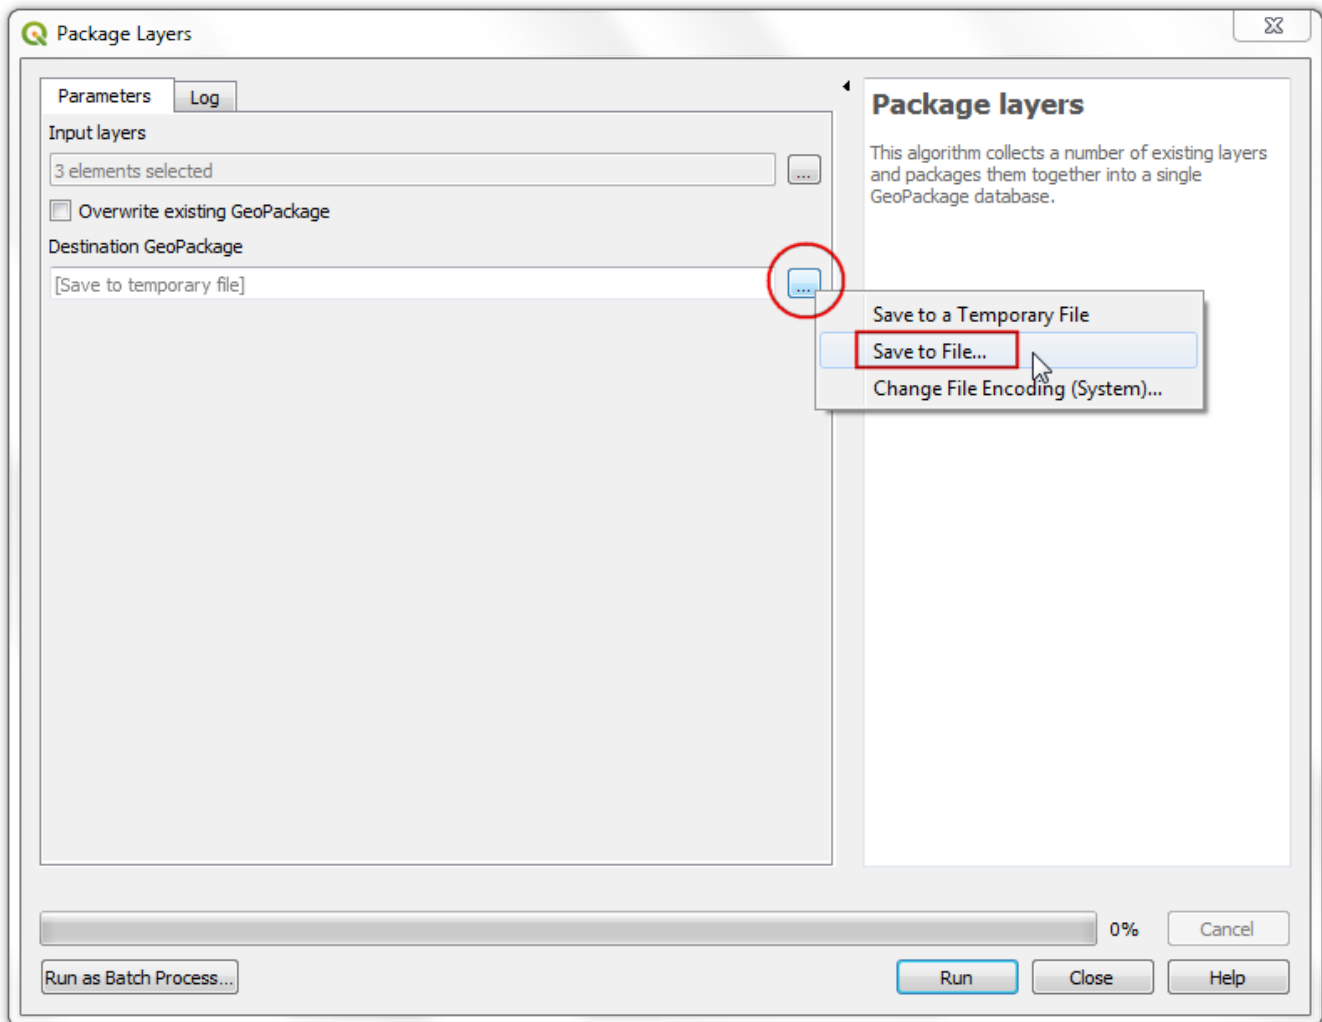 Package Layers
Parameters
Log
Input layers
3 elements selected
...
Overwrite existing GeoPackage
Destination GeoPackage
[Save to temporary file]
...
Save to a Temporary File
Save to File...
Change File Encoding (System)...
Package layers
This algorithm collects a number of existing layers
and packages them together into a single
GeoPackage database.
0%
Cancel
Run as Batch Process...
Run
Close
Help